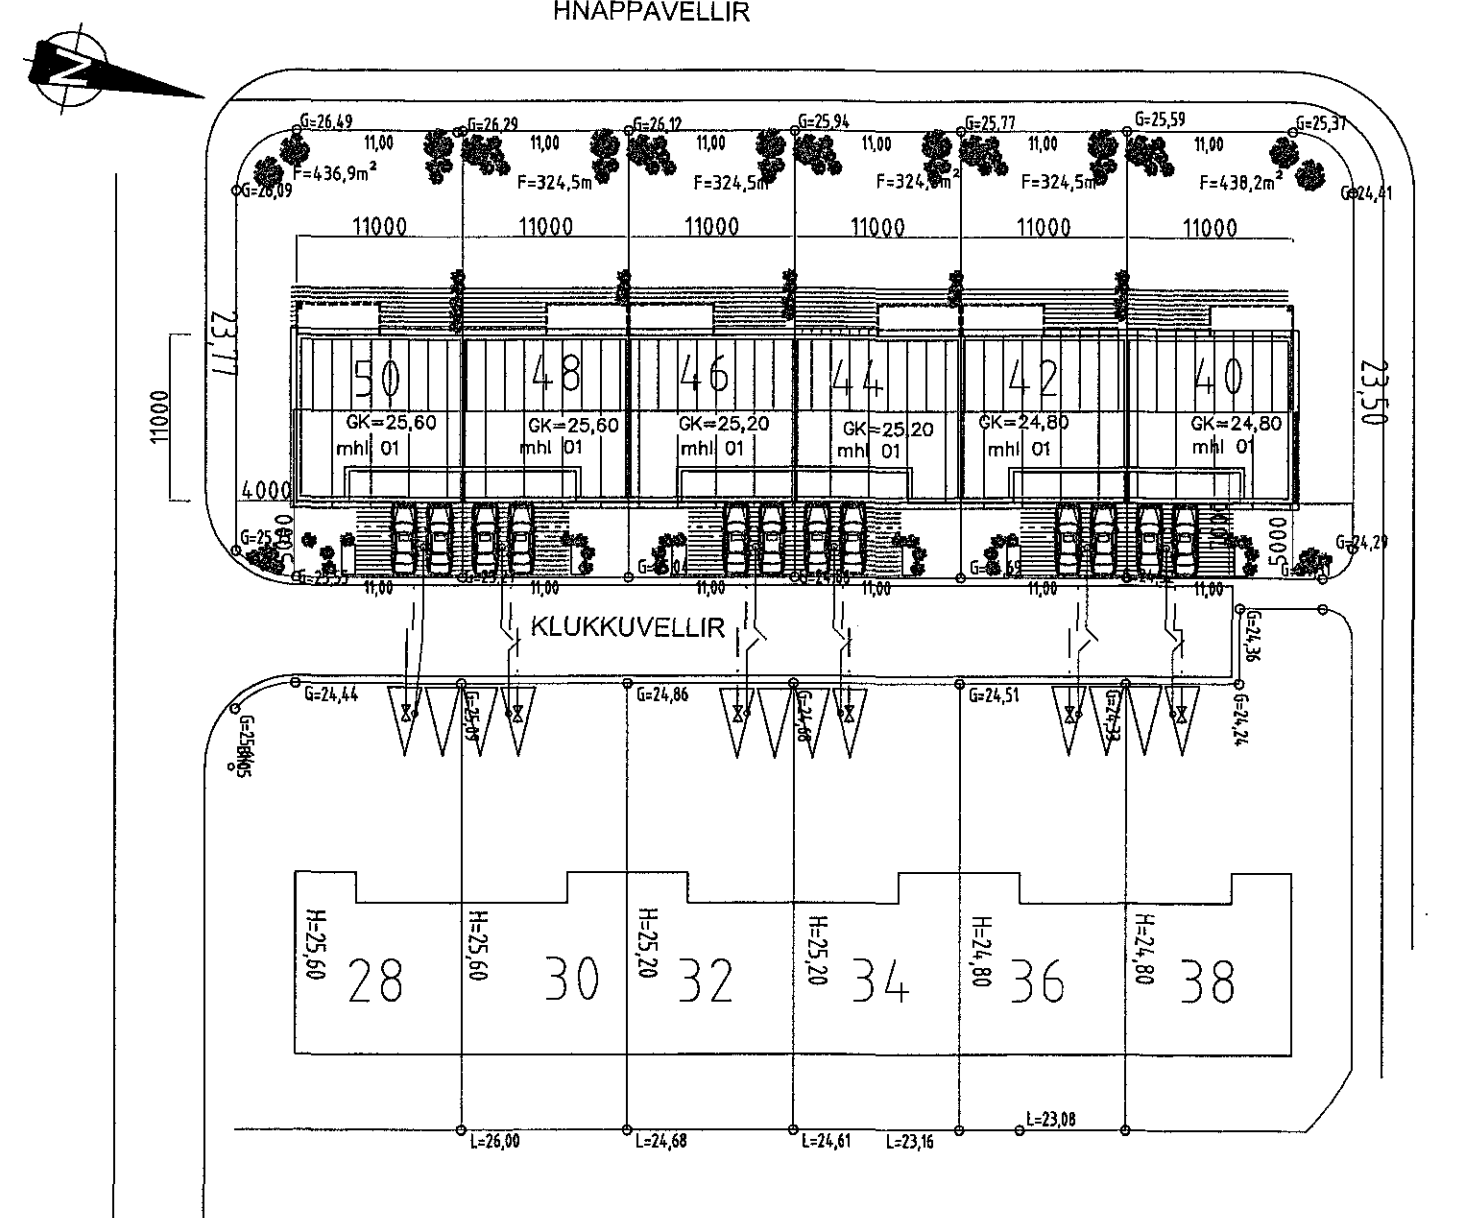 HNAPPAVELLIR
N
G=26,49
G=26,29
G=26,12
G=25,94
G=25,77
G=25,59
G=25,37
11,00
11,00
11,00
11,00
11,00
11,00
F=436,9m²
F=324,5m
F=324,5m
F=324,
F=324,5m
F=438,2m²
G=26,09
G=24,41
11000
11000
11000
11000
11000
11000
23,77
23,50
11000
50
48
46
44
42
40
GK=25,60
GK=25,60
GK=25,20
GK=25,20
GK=24,80
GK=24,80
mhl 01
mhl 01
mhl 01
mhl 01
mhl 01
mhl 01
4000
5000
G=24,29
11,00
11,00
11,00
11,00
11,00
11,00
KLUKKUVELLIR
G=24,36
G=24,44
G=25,09
G=24,86
G=24,68
G=24,51
G=24,33
G=24,24
H=25,60
H=25,60
H=25,20
H=25,20
H=24,80
H=24,80
28
30
32
34
36
38
L=26,00
L=24,68
L=24,61
L=23,16
L=23,08